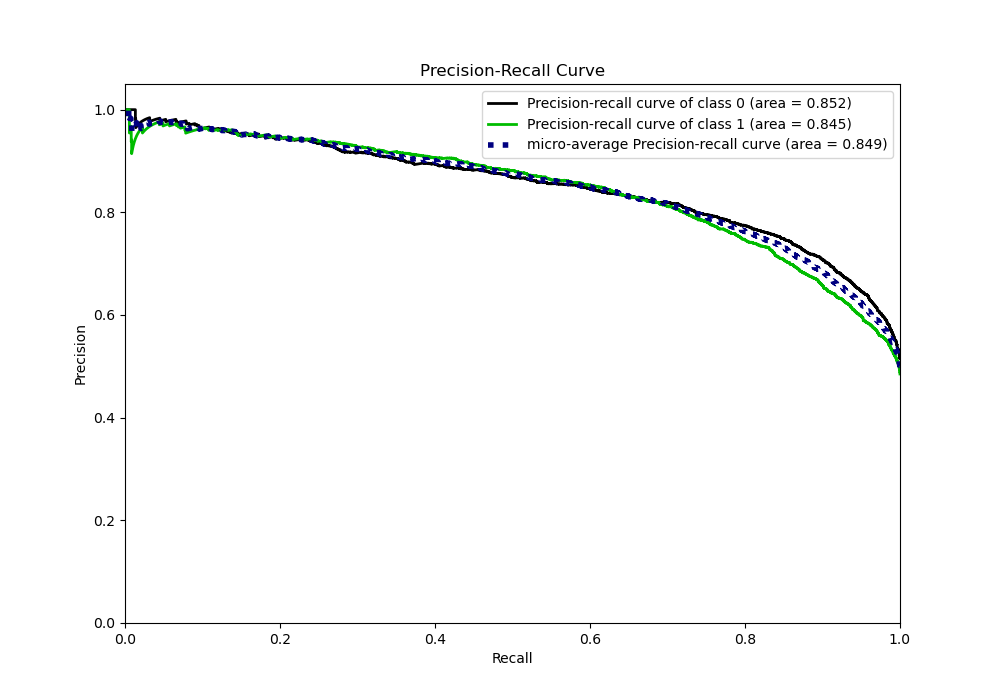 Precision-Recall Curve
Precision-recall curve of class 0 (area = 0.852)
Precision-recall curve of class 1 (area = 0.845)
micro-average Precision-recall curve (area = 0.849)
1.0
0.8
0.6
0.4
0.2
0.0
Precision
0.0 0.2 0.4 0.6 0.8 1.0
Recall